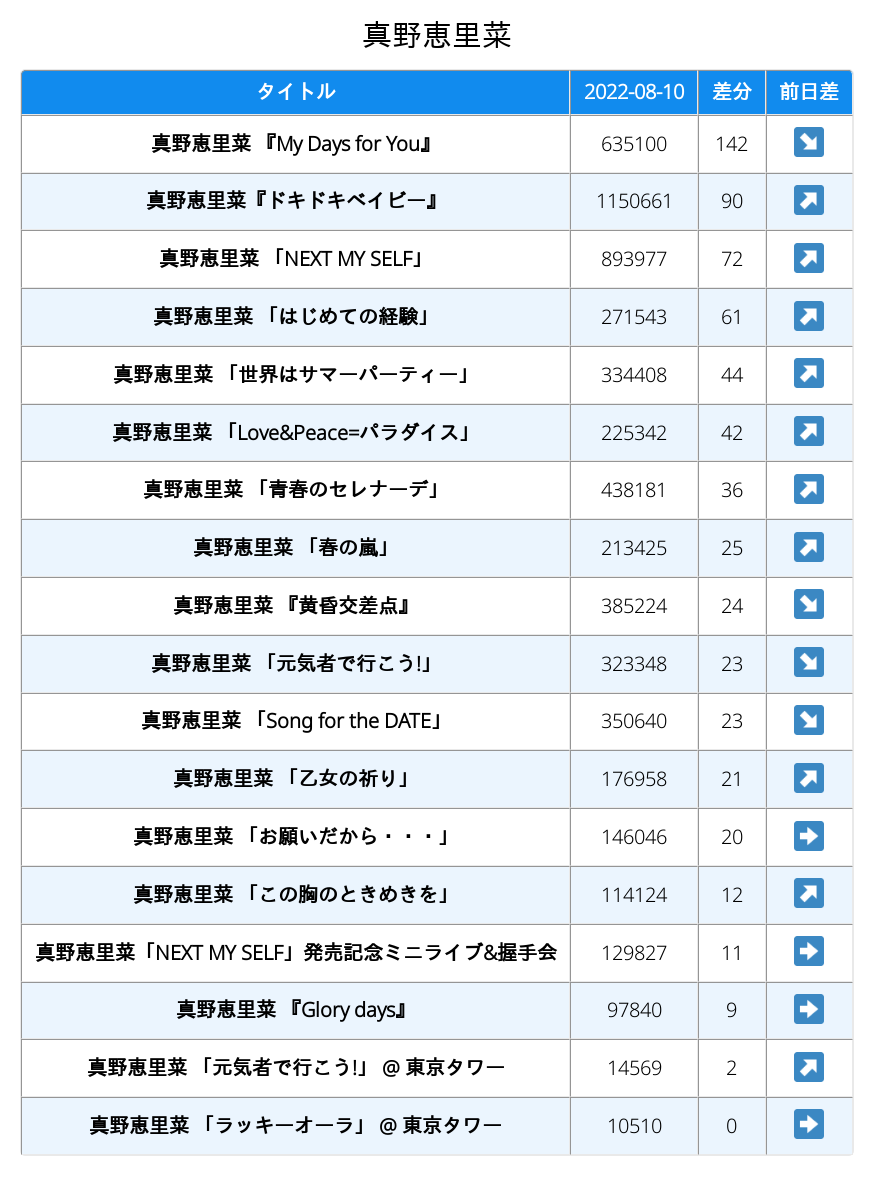 真野恵里菜
タイトル 2022-08-10 差分 前日差
真野恵里菜 『My Days for You』 635100 142 ↘
真野恵里菜『ドキドキベイビー』 1150661 90 ↗
真野恵里菜 「NEXT MY SELF」 893977 72 ↗
真野恵里菜 「はじめての経験」 271543 61 ↗
真野恵里菜 「世界はサマーパーティー」 334408 44 ↗
真野恵里菜 「Love&Peace=パラダイス」 225342 42 ↗
真野恵里菜 「青春のセレナーデ」 438181 36 ↗
真野恵里菜 「春の嵐」 213425 25 ↗
真野恵里菜 『黄昏交差点』 385224 24 ↘
真野恵里菜 「元気者で行こう!」 323348 23 ↘
真野恵里菜 「Song for the DATE」 350640 23 ↘
真野恵里菜 「乙女の祈り」 176958 21 ↗
真野恵里菜 「お願いだから・・・」 146046 20 →
真野恵里菜 「この胸のときめきを」 114124 12 ↗
真野恵里菜「NEXT MY SELF」発売記念ミニライブ&握手会 129827 11 →
真野恵里菜 『Glory days』 97840 9 →
真野恵里菜 「元気者で行こう!」 @ 東京タワー 14569 2 ↗
真野恵里菜 「ラッキーオーラ」 @ 東京タワー 10510 0 →